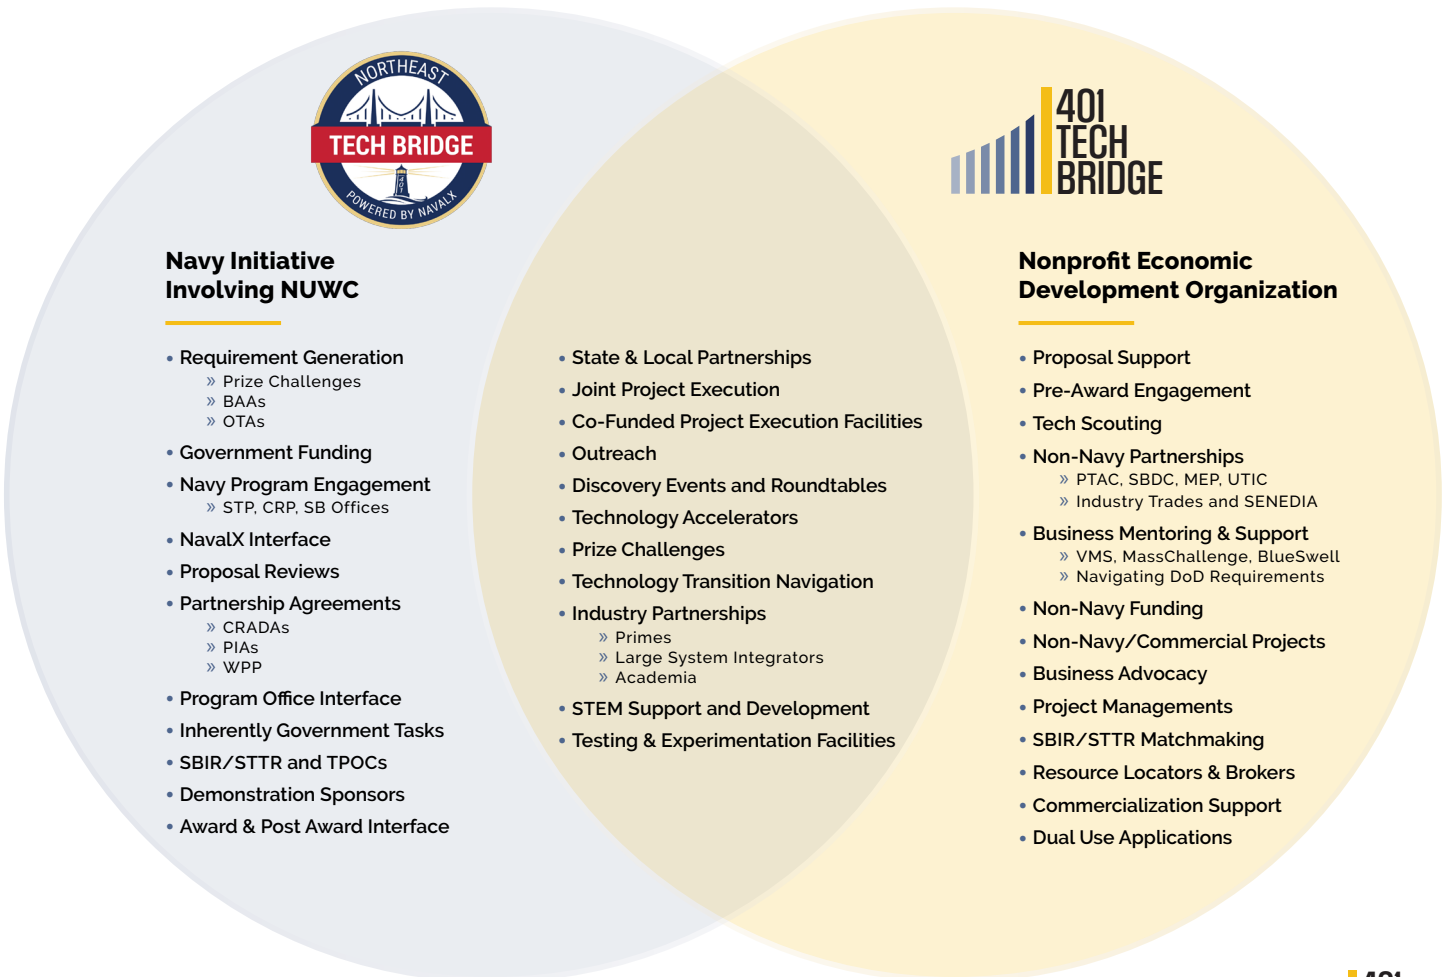 NORTHEAST
TECH BRIDGE
401
POWERED BY NAVALX
Navy Initiative
Involving NUWC
• Requirement Generation
» Prize Challenges
» BAAs
» OTAs
• Government Funding
• Navy Program Engagement
» STP, CRP, SB Offices
• NavalX Interface
• Proposal Reviews
• Partnership Agreements
» CRADAs
» PIAs
» WPP
• Program Office Interface
• Inherently Government Tasks
• SBIR/STTR and TPOCs
• Demonstration Sponsors
• Award & Post Award Interface
• State & Local Partnerships
• Joint Project Execution
• Co-Funded Project Execution Facilities
• Outreach
• Discovery Events and Roundtables
• Technology Accelerators
• Prize Challenges
• Technology Transition Navigation
• Industry Partnerships
» Primes
» Large System Integrators
» Academia
• STEM Support and Development
• Testing & Experimentation Facilities
401
TECH
BRIDGE
Nonprofit Economic
Development Organization
• Proposal Support
• Pre-Award Engagement
• Tech Scouting
• Non-Navy Partnerships
» PTAC, SBDC, MEP, UTIC
» Industry Trades and SENEDIA
• Business Mentoring & Support
» VMS, MassChallenge, BlueSwell
» Navigating DoD Requirements
• Non-Navy Funding
• Non-Navy/Commercial Projects
• Business Advocacy
• Project Managements
• SBIR/STTR Matchmaking
• Resource Locators & Brokers
• Commercialization Support
• Dual Use Applications